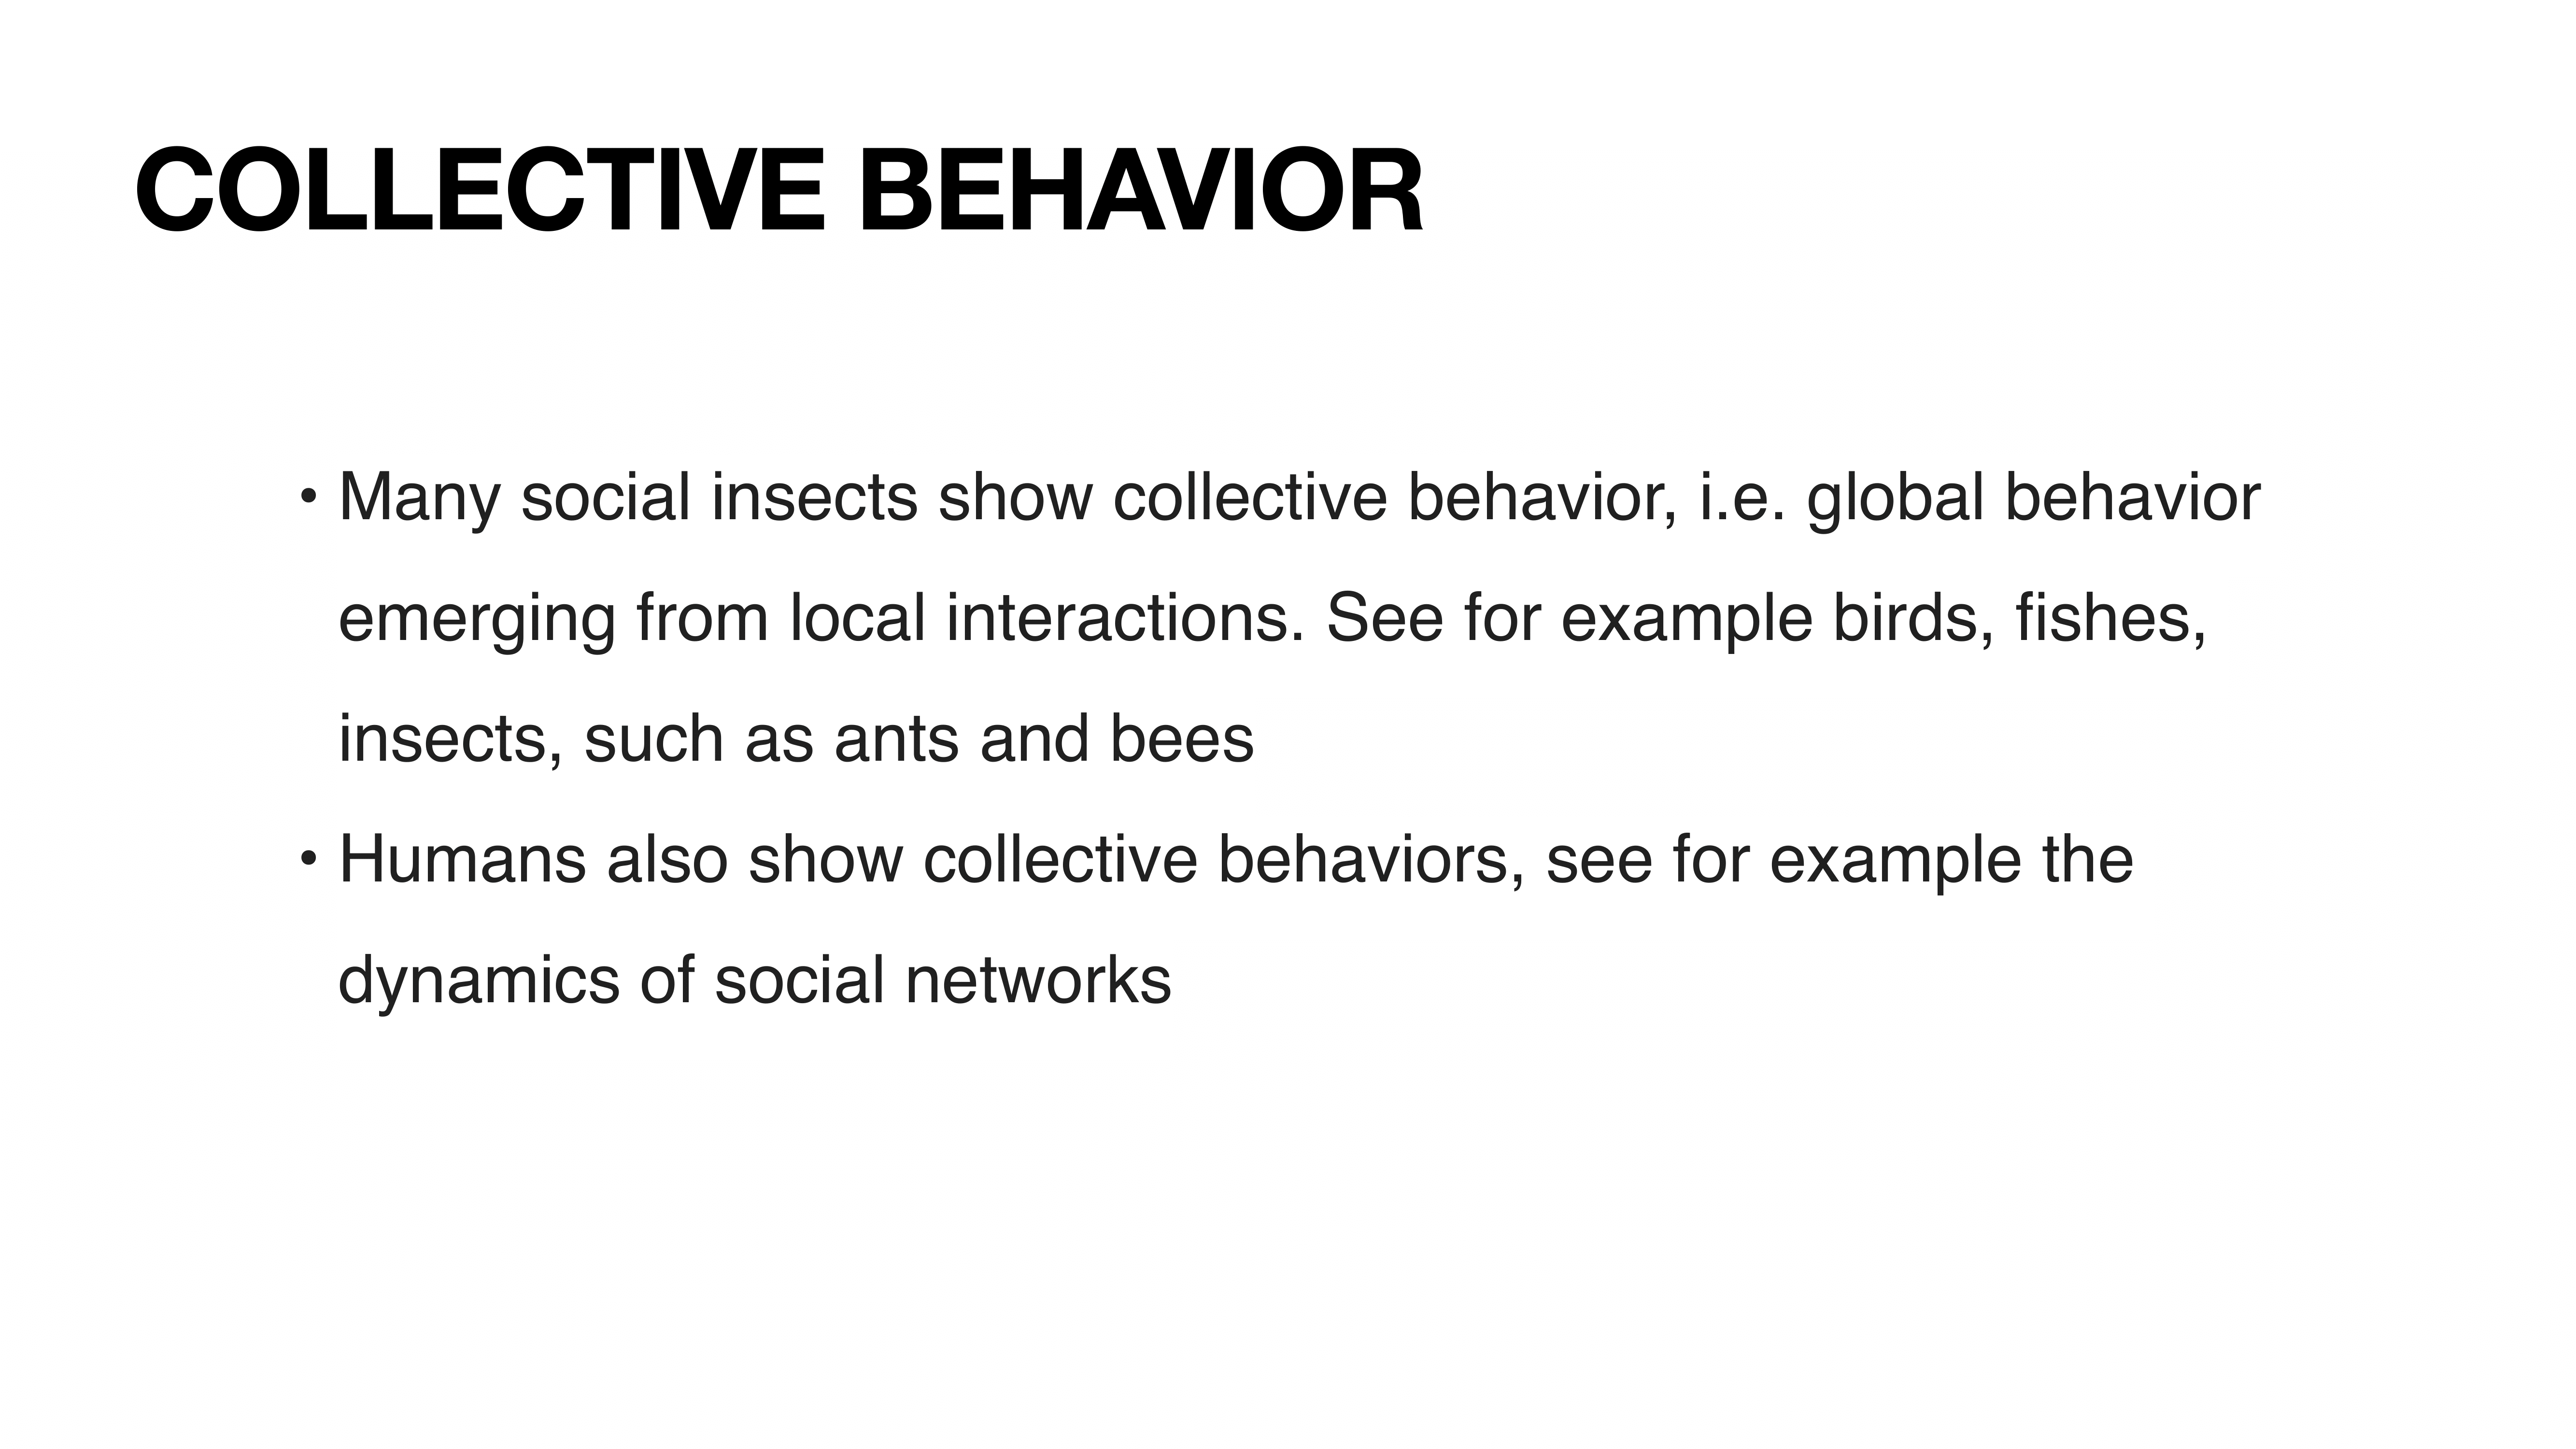 COLLECTIVE BEHAVIOR
• Many social insects show collective behavior, i.e. global behavior
emerging from local interactions. See for example birds, fishes,
insects, such as ants and bees
• Humans also show collective behaviors, see for example the
dynamics of social networks